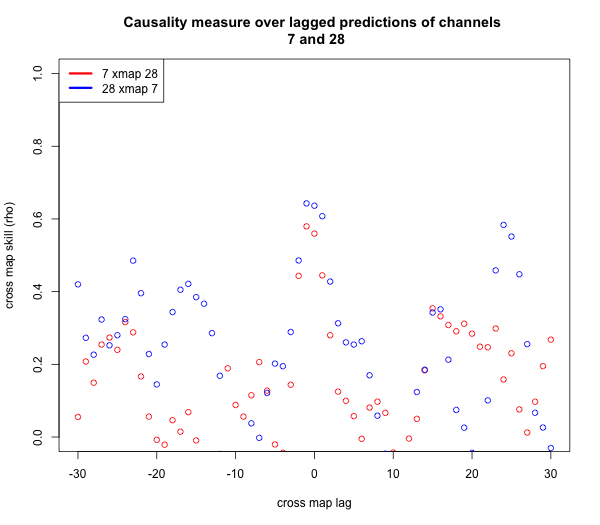 Causality measure over lagged predictions of channels
7 and 28
7 xmap 28
28 xmap 7
cross map skill (rho)
1.0
0.8
0.6
0.4
0.2
0.0
-30 -20 -10 0 10 20 30
cross map lag